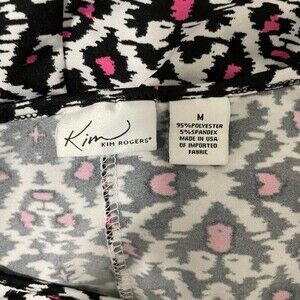 Kim
KIM ROGERS®
M
95%POLYESTER
5%SPANDEX
MADE IN USA
OF IMPORTED
FABRIC